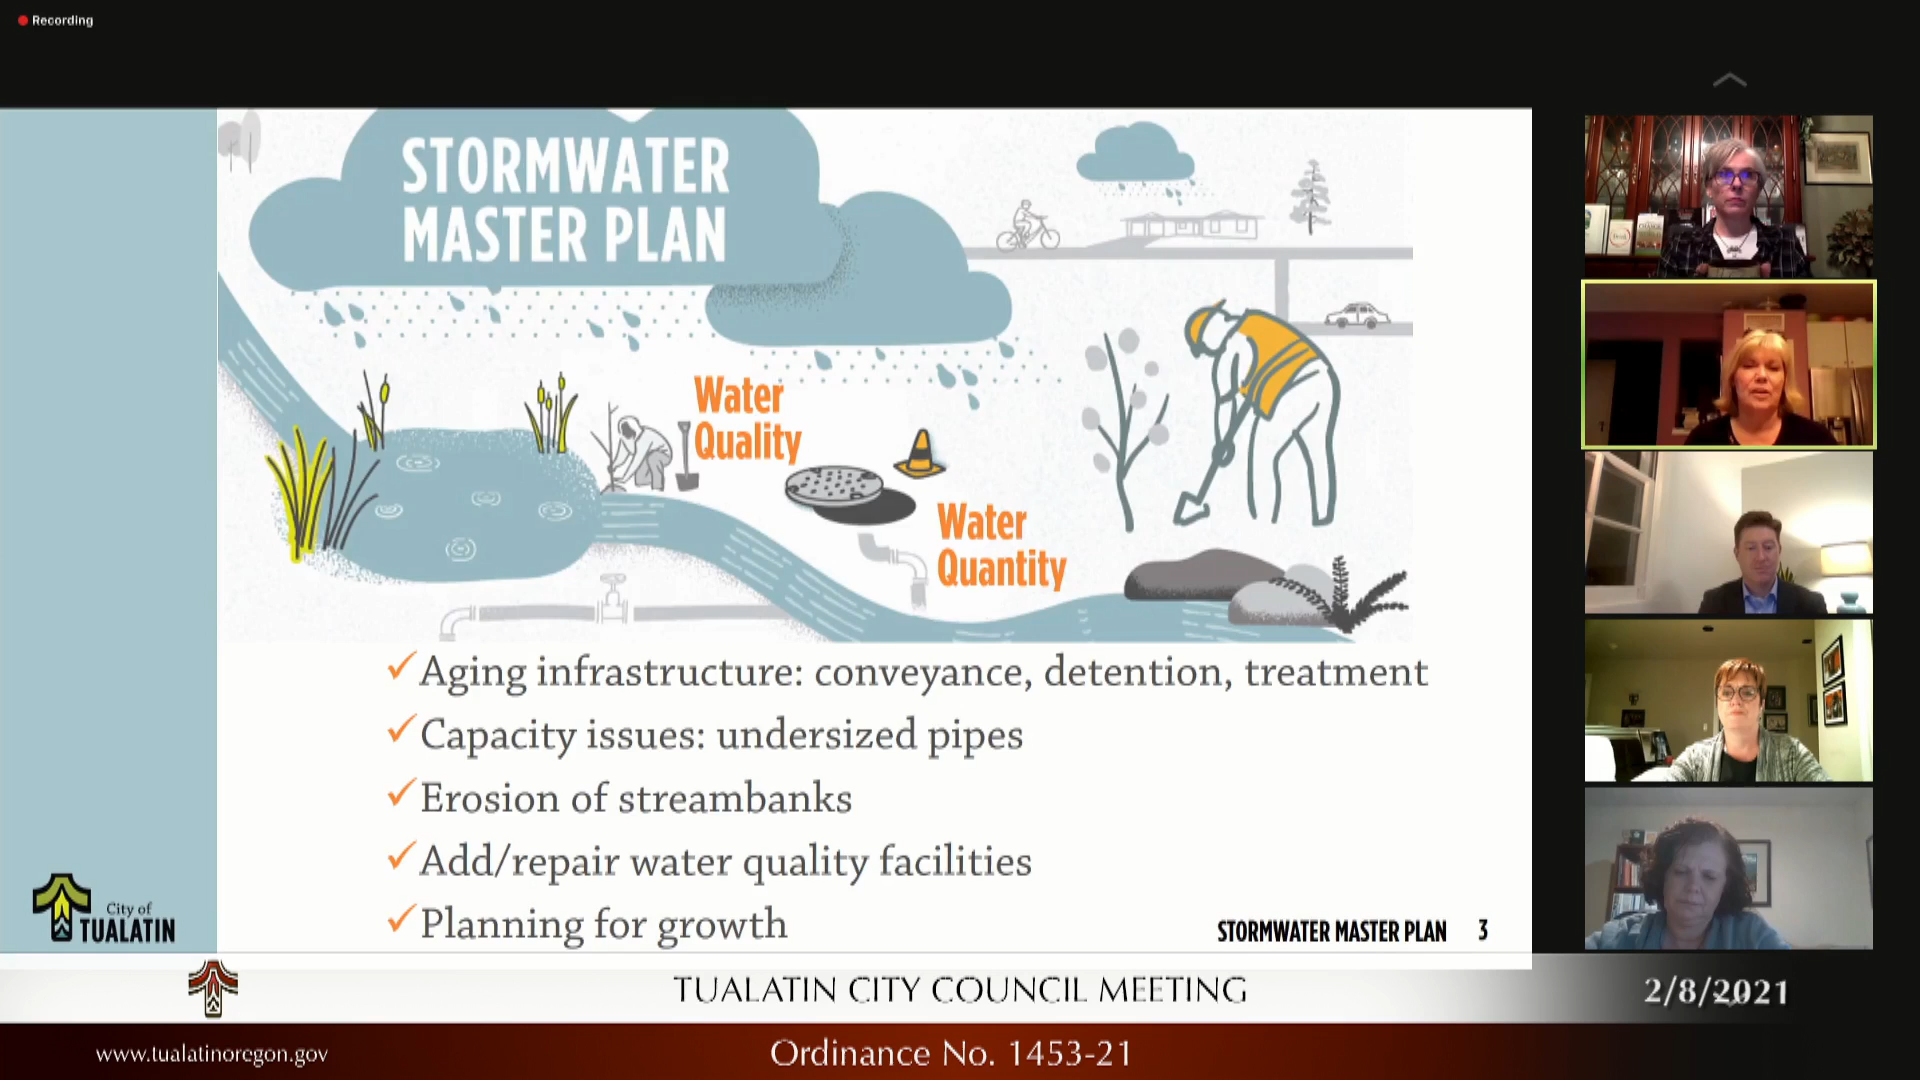 Recording
STORMWATER
MASTER PLAN
Water
Quality
Water
Quantity
✓Aging infrastructure: conveyance, detention, treatment
✓Capacity issues: undersized pipes
✓Erosion of streambanks
✓Add/repair water quality facilities
✓Planning for growth
City of
TUALATIN
STORMWATER MASTER PLAN 3
TUALATIN CITY COUNCIL MEETING
2/8/2021
www.tualatinoregon.gov
Ordinance No. 1453-21